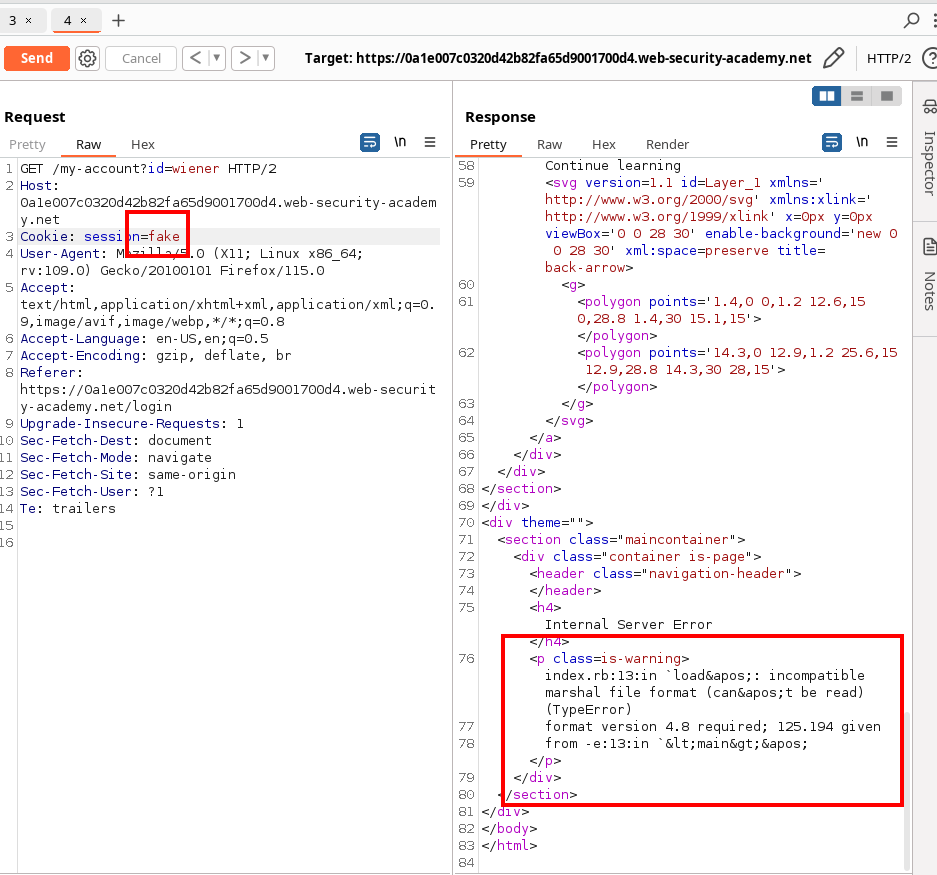 3 × 4 × +
Send Cancel < ▼ > ▼ Target: https://0a1e007c0320d42b82fa65d9001700d4.web-security-academy.net HTTP/2 ?
Request
Pretty Raw Hex \n
1 GET /my-account?id=wiener HTTP/2
2 Host:
0a1e007c0320d42b82fa65d9001700d4.web-security-academ
y.net
3 Cookie: session=fake
4 User-Agent: Mozilla/5.0 (X11; Linux x86_64;
rv:109.0) Gecko/20100101 Firefox/115.0
5 Accept:
text/html,application/xhtml+xml,application/xml;q=0.
9,image/avif,image/webp,*/*;q=0.8
6 Accept-Language: en-US,en;q=0.5
7 Accept-Encoding: gzip, deflate, br
8 Referer:
https://0a1e007c0320d42b82fa65d9001700d4.web-securit
y-academy.net/login
9 Upgrade-Insecure-Requests: 1
10 Sec-Fetch-Dest: document
11 Sec-Fetch-Mode: navigate
12 Sec-Fetch-Site: same-origin
13 Sec-Fetch-User: ?1
14 Te: trailers
15
16
Response
Pretty Raw Hex Render \n
58 Continue learning
59 <svg version=1.1 id=Layer_1 xmlns='
http://www.w3.org/2000/svg' xmlns:xlink='
http://www.w3.org/1999/xlink' x=0px y=0px
viewBox='0 0 28 30' enable-background='new 0
0 28 30' xml:space=preserve title=
back-arrow>
60 <g>
61 <polygon points='1.4,0 0,1.2 12.6,15
0,28.8 1.4,30 15.1,15'>
</polygon>
62 <polygon points='14.3,0 12.9,1.2 25.6,15
12.9,28.8 14.3,30 28,15'>
</polygon>
63 </g>
64 </svg>
65 </a>
66 </div>
67 </div>
68 </section>
69 </div>
70 <div theme="">
71 <section class="maincontainer">
72 <div class="container is-page">
73 <header class="navigation-header">
74 </header>
75 <h4>
Internal Server Error
</h4>
76 <p class=is-warning>
index.rb:13:in `load&apos;: incompatible
marshal file format (can&apos;t be read)
(TypeError)
77 format version 4.8 required; 125.194 given
78 from -e:13:in `&lt;main&gt;&apos;
</p>
79 </div>
80 </section>
81 </div>
82 </body>
83 </html>
84
Inspector
Notes